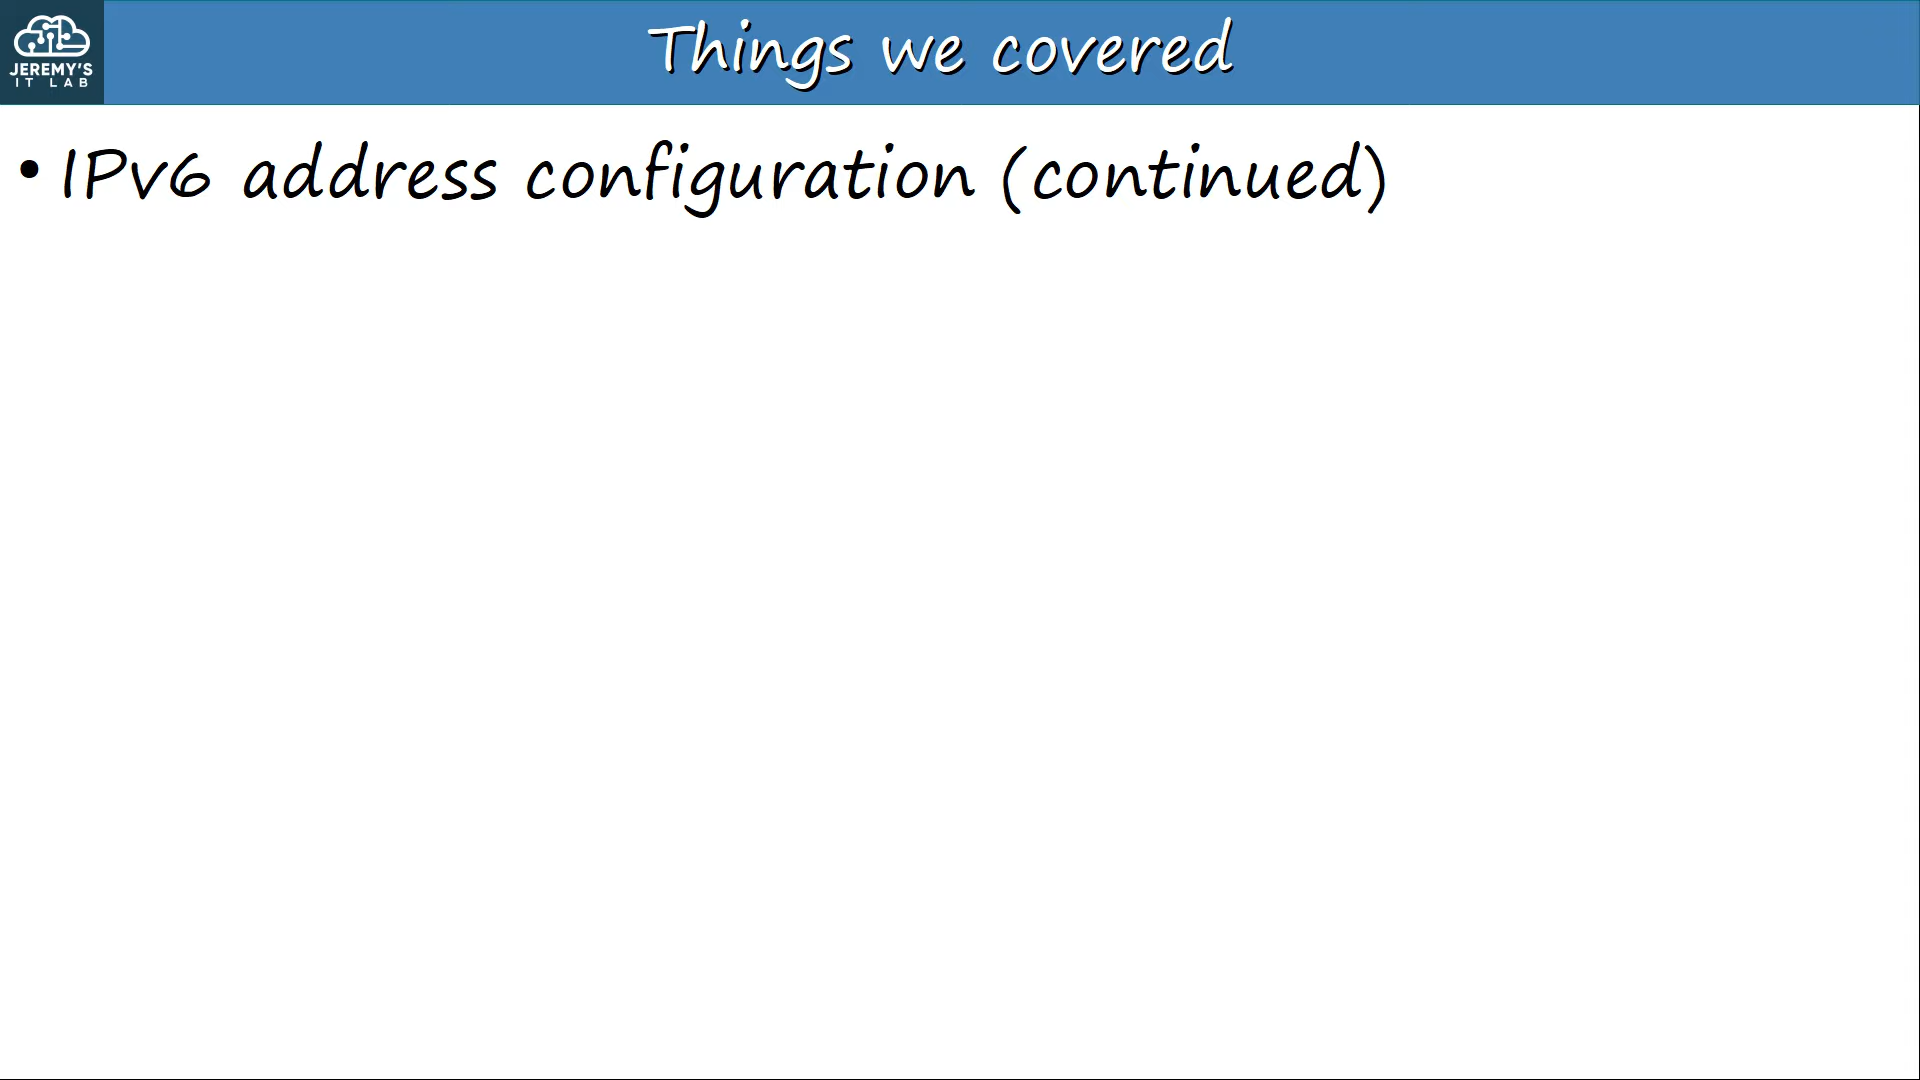 JEREMY'S
IT LAB
Things we covered
• IPv6 address configuration (continued)